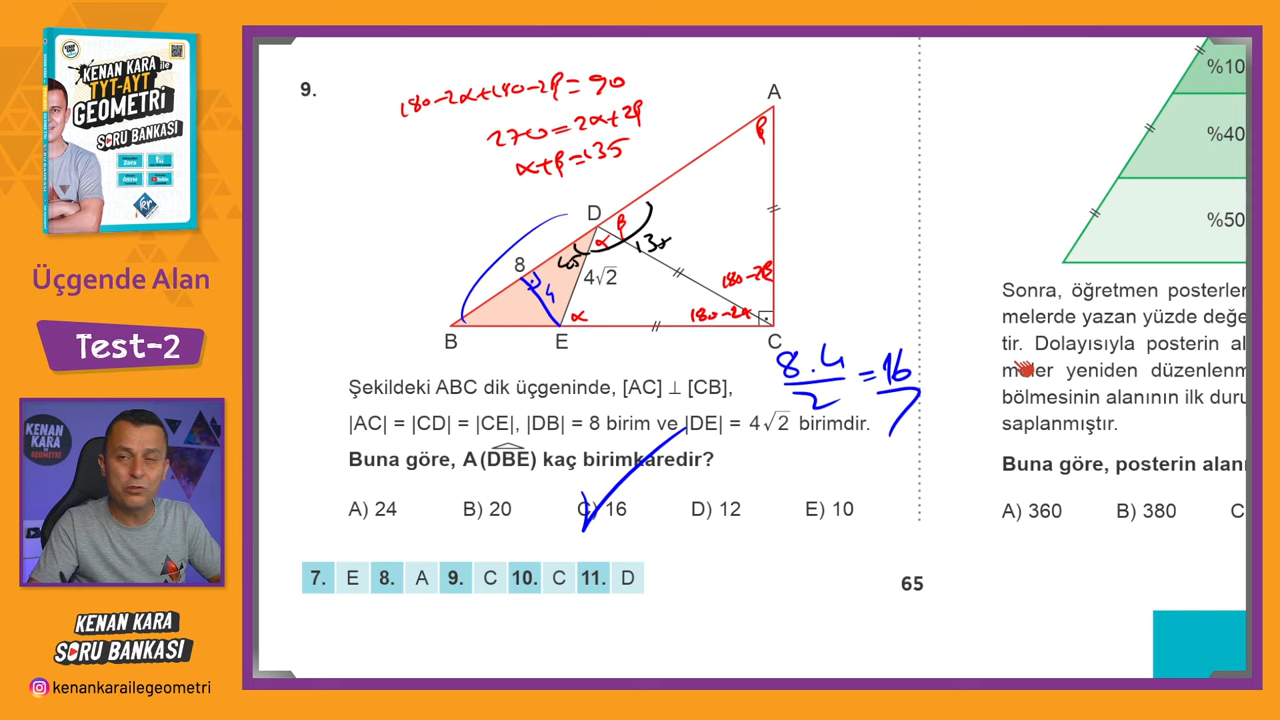 KENAN KARA ile
TYT-AYT
GEOMETRİ
SORU BANKASI
Üçgende Alan
Test-2
KENAN
KARA
KENAN KARA
SORU BANKASI
kenankarailegeometri
9.
180-2α+180-2β=90
270=2α+2β
α+β=135
A
β
D
β
α
135
45
8
4
4√2
α
180-2β
180-2α
B
E
C
8.4/2=16
Şekildeki ABC dik üçgeninde, [AC] ⊥ [CB],
|AC| = |CD| = |CE|, |DB| = 8 birim ve |DE| = 4√2 birimdir.
Buna göre, A(DBE) kaç birimkaredir?
A) 24 B) 20 C) 16 D) 12 E) 10
7. E 8. A 9. C 10. C 11. D
65
%10
%40
%50
Sonra, öğretmen posterler
melerde yazan yüzde değe
tir. Dolayısıyla posterin al
yeniden düzenlenm
bölmesinin alanının ilk duru
saplanmıştır.
Buna göre, posterin alanı
A) 360 B) 380 C